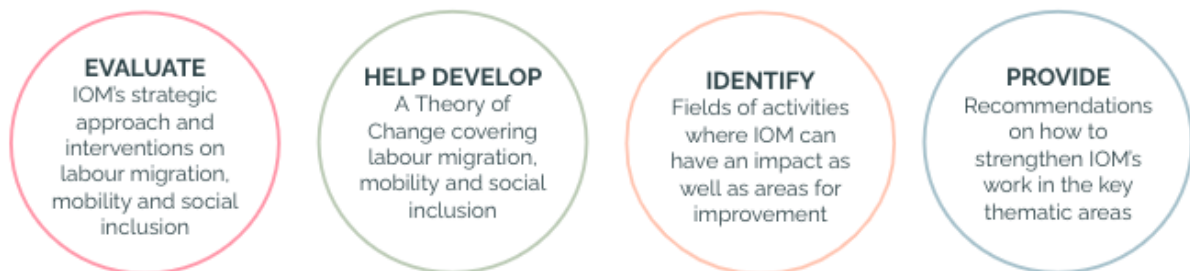 EVALUATE
IOM's strategic
approach and
interventions on
labour migration,
mobility and social
inclusion
HELP DEVELOP
A Theory of
Change covering
labour migration,
mobility and social
inclusion
IDENTIFY
Fields of activities
where IOM can
have an impact as
well as areas for
improvement
PROVIDE
Recommendations
on how to
strengthen IOM's
work in the key
thematic areas